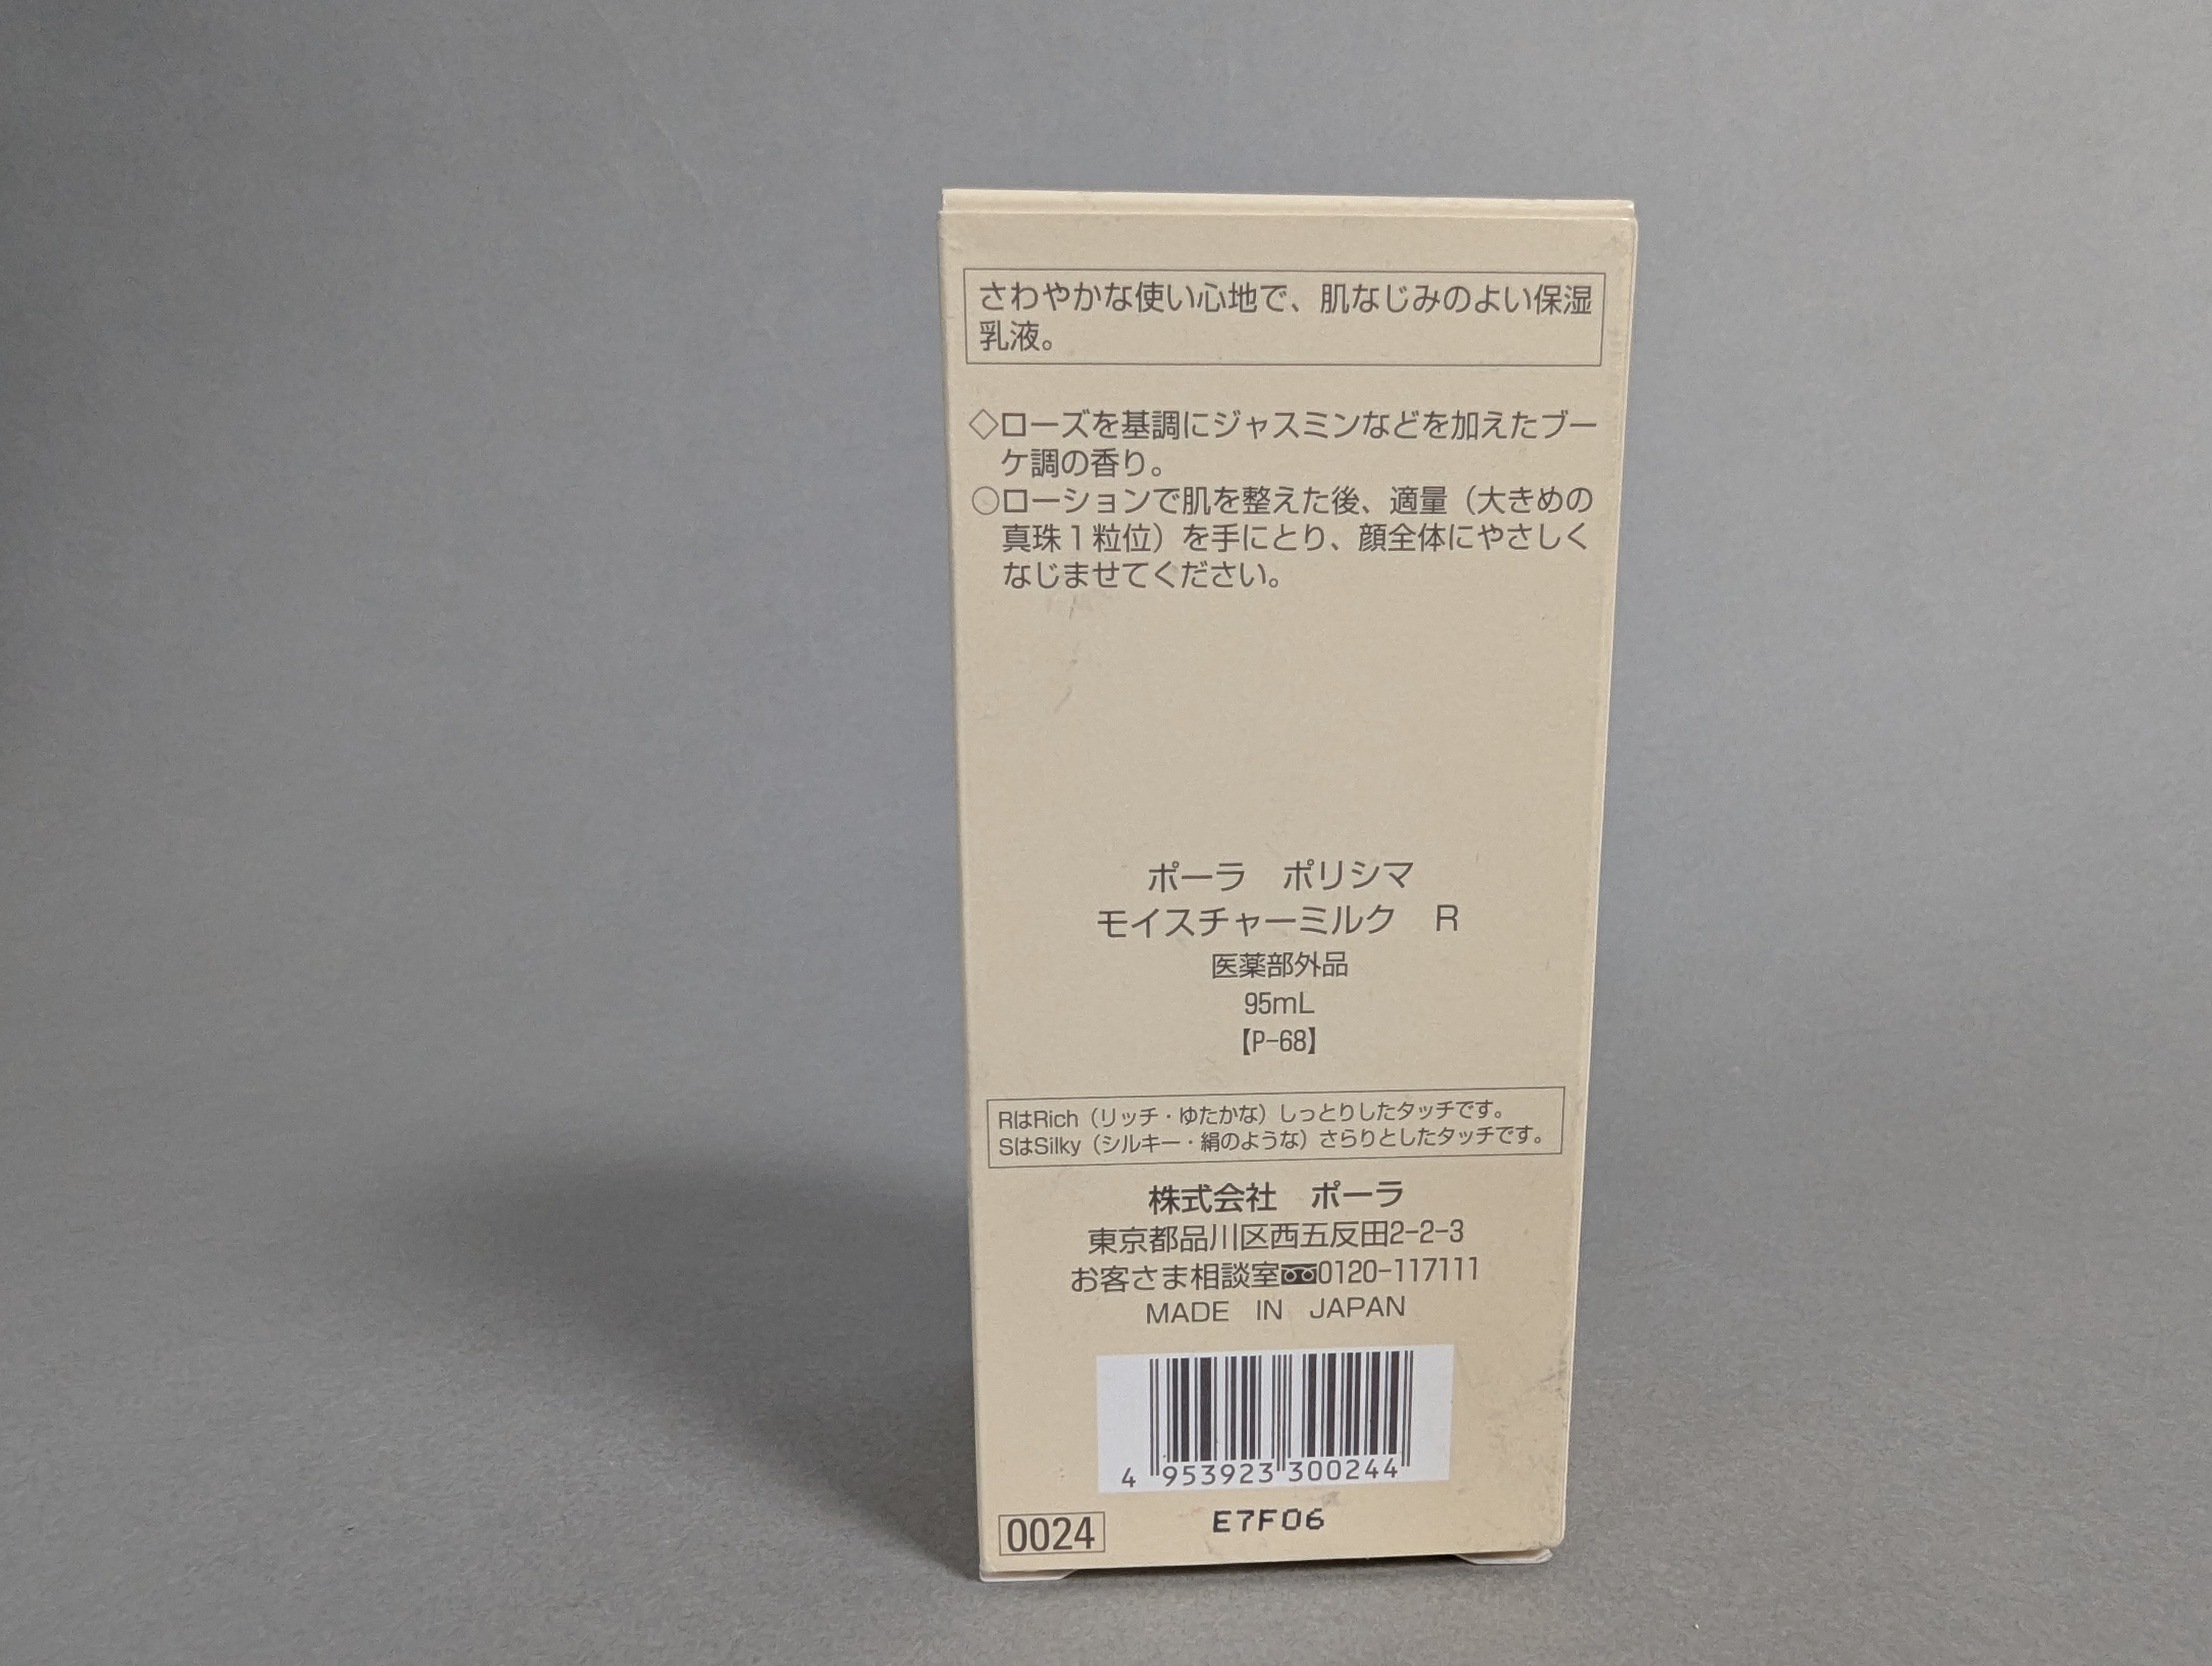 さわやかな使い心地で、肌なじみのよい保湿
乳液。
◇ローズを基調にジャスミンなどを加えたブー
ケ調の香り。
○ローションで肌を整えた後、適量（大きめの
真珠１粒位）を手にとり、顔全体にやさしく
なじませてください。
ポーラ　ポリシマ
モイスチャーミルク　R
医薬部外品
95mL
【P-68】
RはRich（リッチ・ゆたかな）しっとりしたタッチです。
SはSilky（シルキー・絹のような）さらりとしたタッチです。
株式会社　ポーラ
東京都品川区西五反田2-2-3
お客さま相談室0120-117111
MADE IN JAPAN
4 953923 300244
E7F06
0024